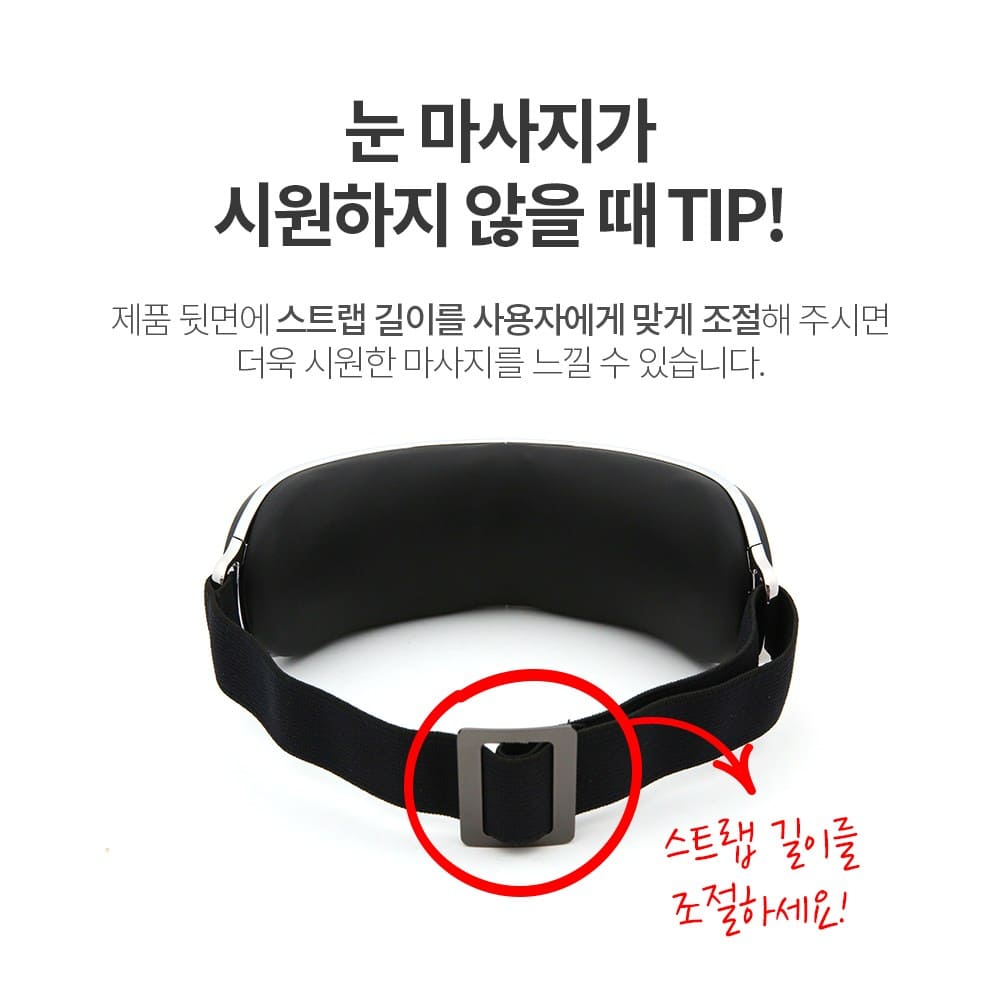 눈 마사지가
시원하지 않을 때 TIP!
제품 뒷면에 스트랩 길이를 사용자에게 맞게 조절해 주시면
더욱 시원한 마사지를 느낄 수 있습니다.
스트랩 길이를
조절하세요!